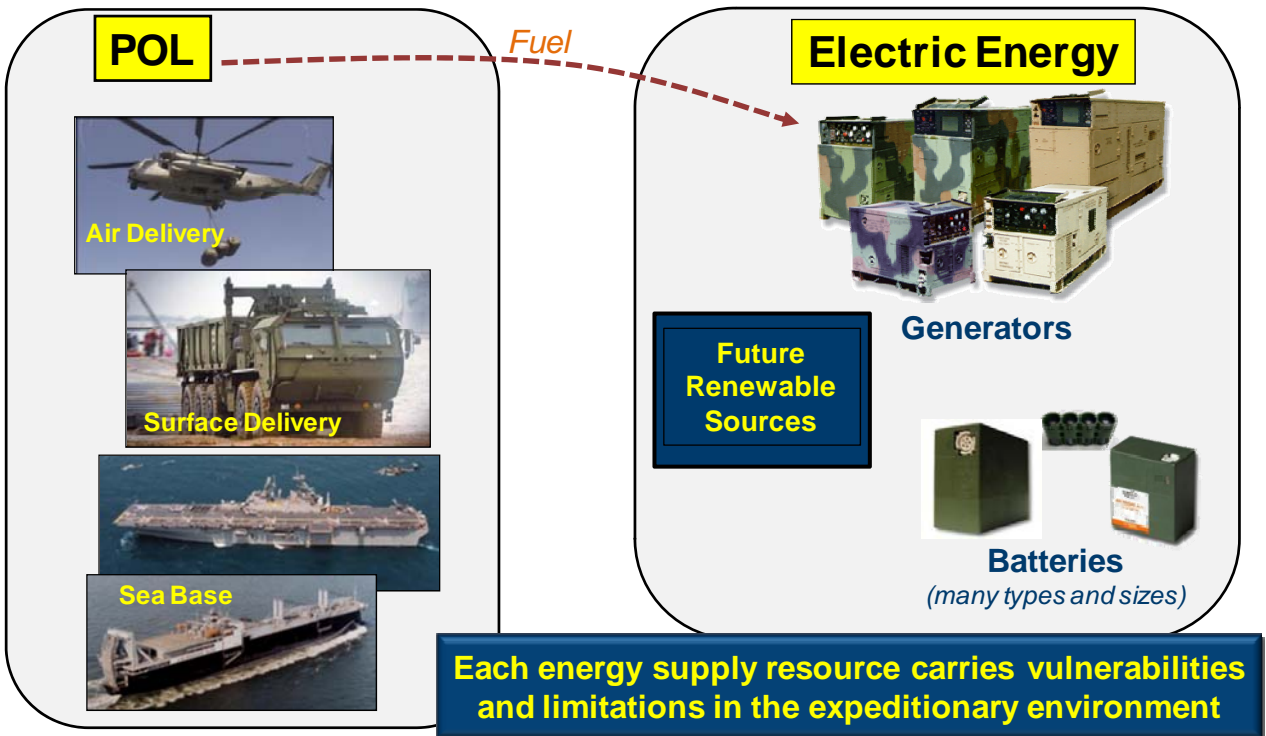 POL
Fuel
Electric Energy
Air Delivery
Surface Delivery
Sea Base
Generators
Future
Renewable
Sources
Batteries
(many types and sizes)
Each energy supply resource carries vulnerabilities
and limitations in the expeditionary environment